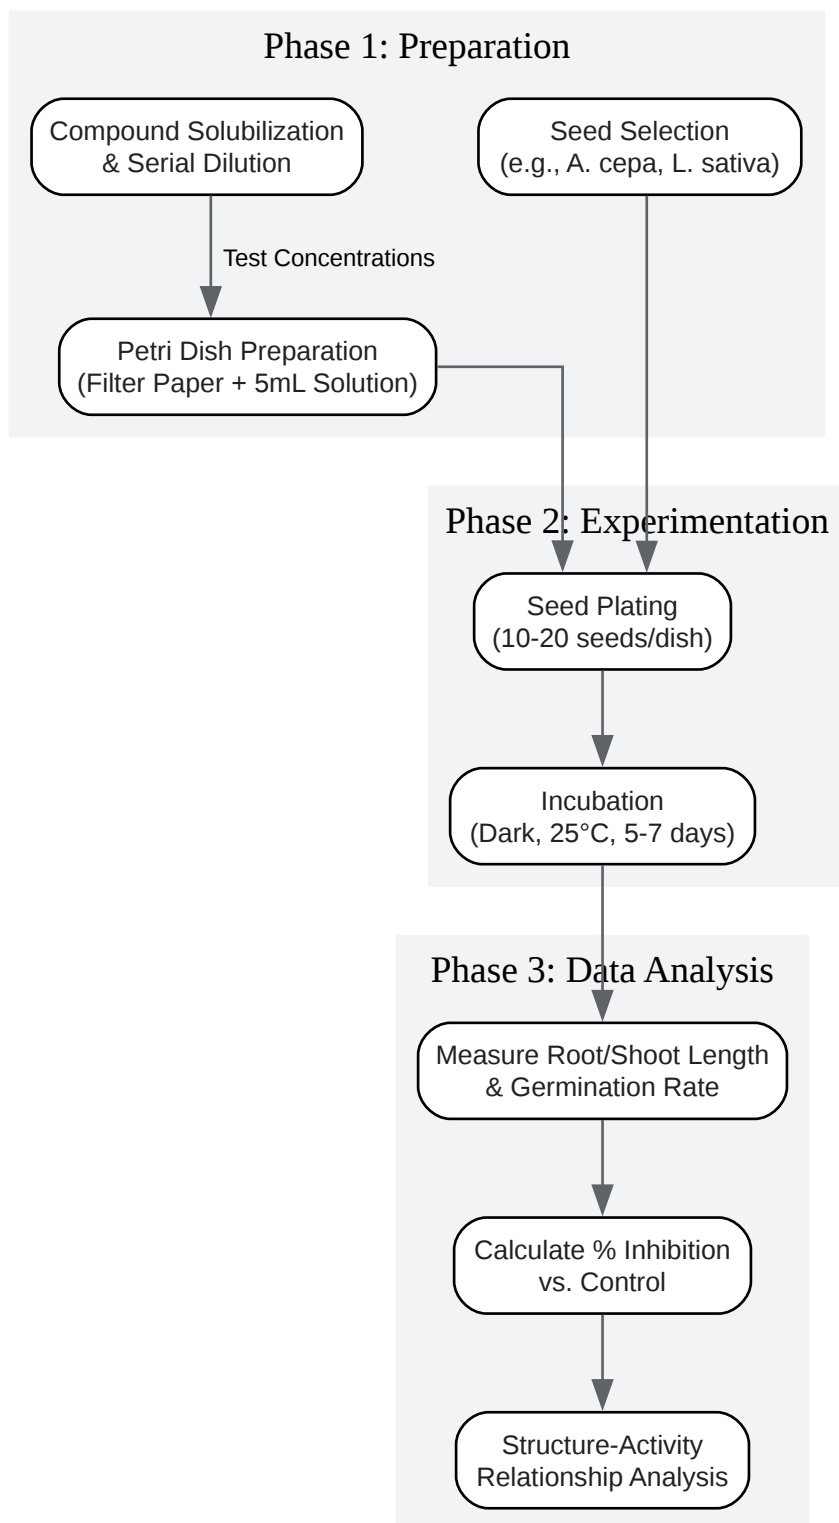 Phase 1: Preparation
Compound Solubilization
& Serial Dilution
Seed Selection
(e.g., A. cepa, L. sativa)
Test Concentrations
Petri Dish Preparation
(Filter Paper + 5mL Solution)
Phase 2: Experimentation
Seed Plating
(10-20 seeds/dish)
Incubation
(Dark, 25°C, 5-7 days)
Phase 3: Data Analysis
Measure Root/Shoot Length
& Germination Rate
Calculate % Inhibition
vs. Control
Structure-Activity
Relationship Analysis